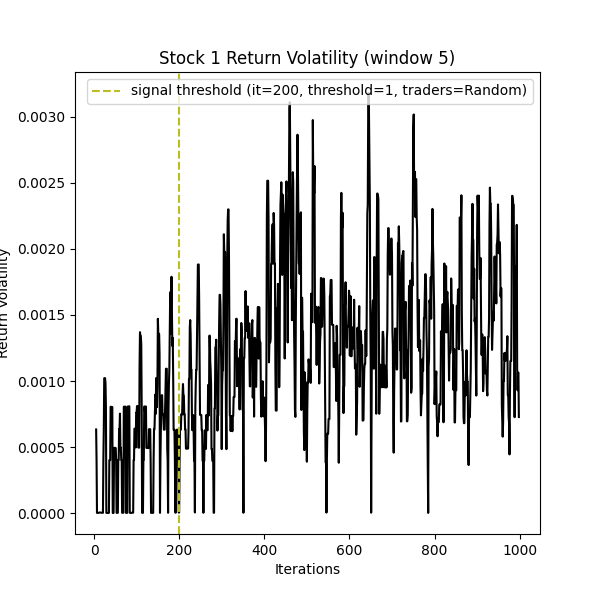 Stock 1 Return Volatility (window 5)
signal threshold (it=200, threshold=1, traders=Random)
0.0030
0.0025
0.0020
0.0015
0.0010
0.0005
0.0000
Return Volatility
0 200 400 600 800 1000
Iterations